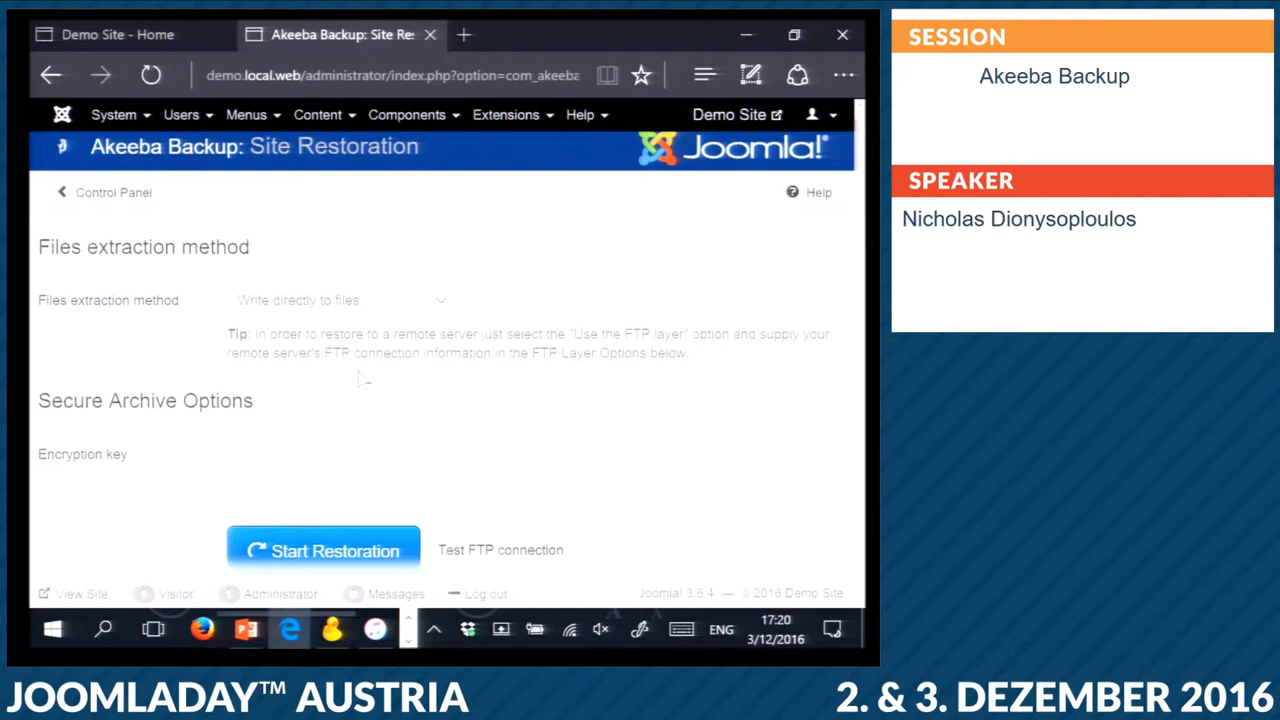 Demo Site - Home
Akeeba Backup: Site Re:
demo.local.web/administrator/index.php?option=com_akeeba
System Users Menus Content Components Extensions Help Demo Site
Akeeba Backup: Site Restoration
Joomla!®
Control Panel
Help
Files extraction method
Files extraction method
Write directly to files
Tip: In order to restore to a remote server just select the "Use the FTP layer" option and supply your
remote server's FTP connection information in the FTP Layer Options below.
Secure Archive Options
Encryption key
Start Restoration
Test FTP connection
View Site Visitor Administrator Messages Log out
Joomla! 3.6.4 — © 2016 Demo Site
ENG
17:20
3/12/2016
SESSION
Akeeba Backup
SPEAKER
Nicholas Dionysoploulos
JOOMLADAY™ AUSTRIA
2. & 3. DEZEMBER 2016